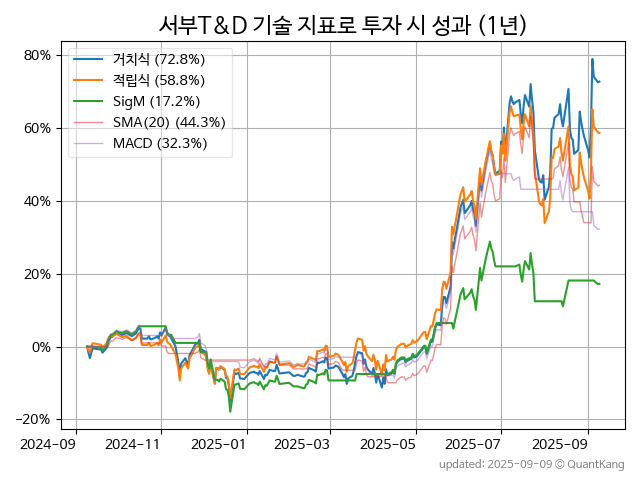 서부T&D 기술 지표로 투자 시 성과 (1년)
거치식 (72.8%)
적립식 (58.8%)
SigM (17.2%)
SMA(20) (44.3%)
MACD (32.3%)
80%
60%
40%
20%
0%
−20%
2024-09
2024-11
2025-01
2025-03
2025-05
2025-07
2025-09
updated: 2025-09-09 © QuantKang